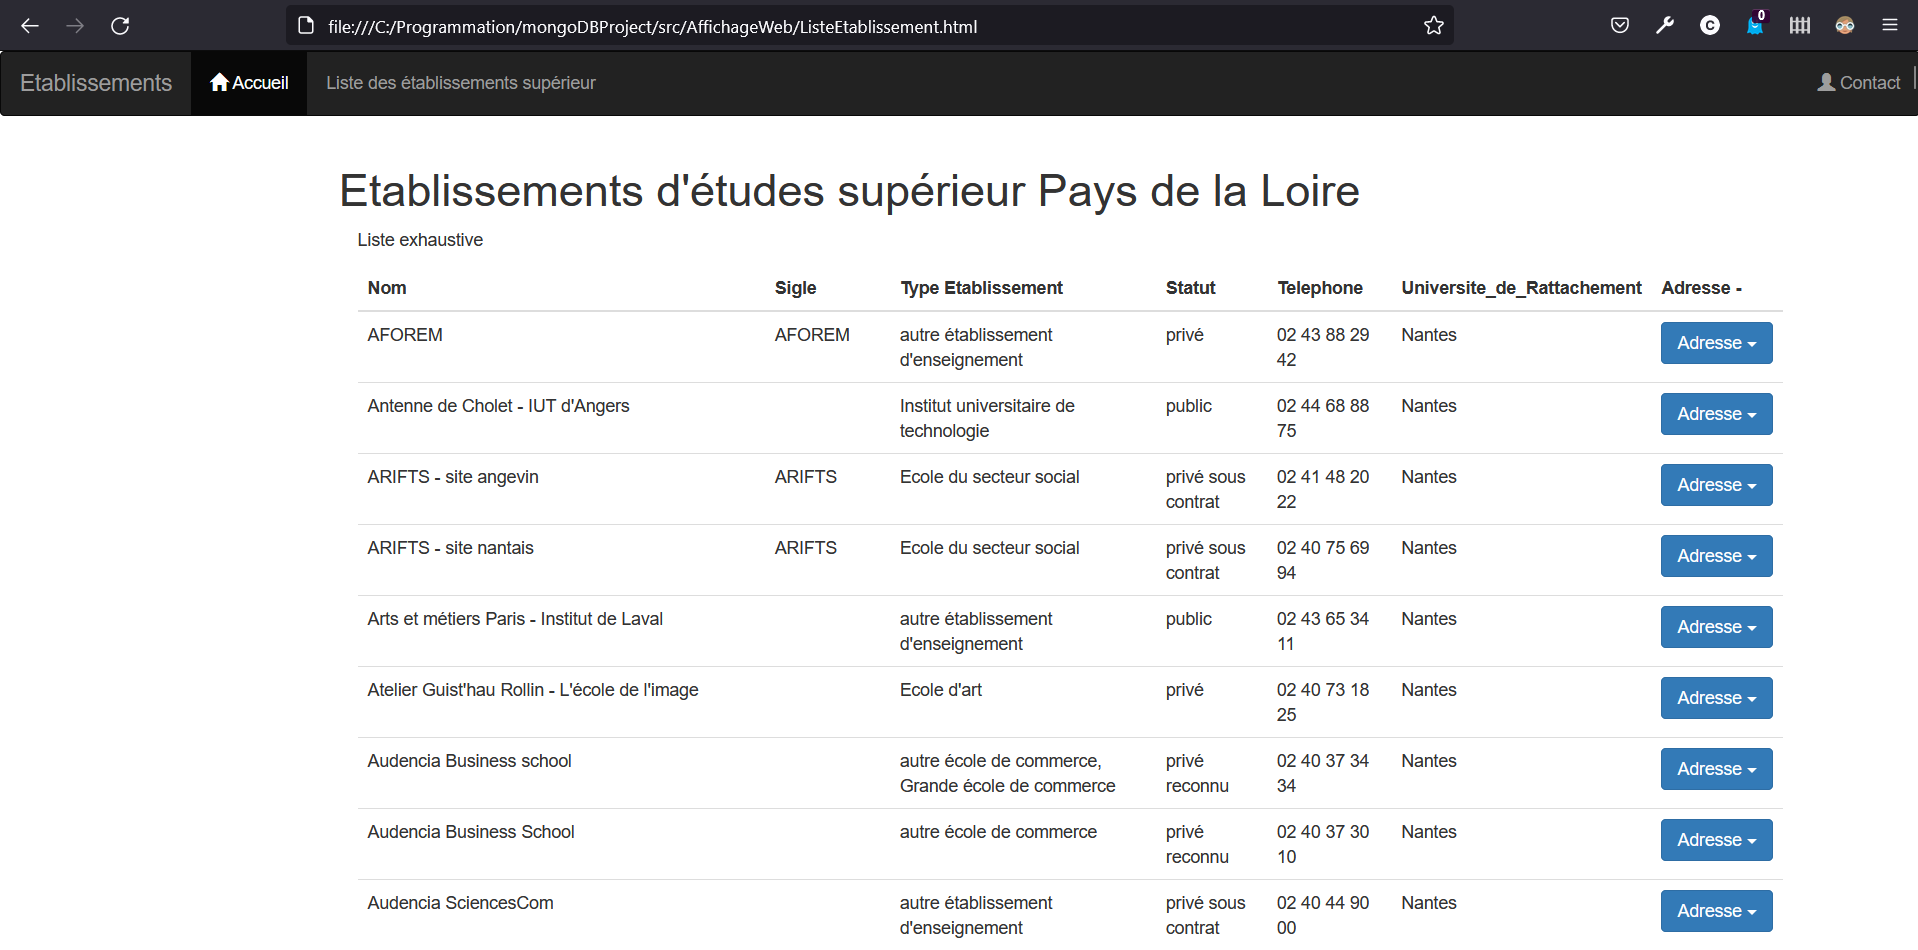 file:///C:/Programmation/mongoDBProject/src/AffichageWeb/ListeEtablissement.html
C
0
Etablissements Accueil Liste des établissements supérieur Contact
Etablissements d'études supérieur Pays de la Loire
Liste exhaustive
Nom Sigle Type Etablissement Statut Telephone Universite_de_Rattachement Adresse -
AFOREM AFOREM autre établissement privé 02 43 88 29 Nantes Adresse
d'enseignement 42
Antenne de Cholet - IUT d'Angers Institut universitaire de public 02 44 68 88 Nantes Adresse
technologie 75
ARIFTS - site angevin ARIFTS Ecole du secteur social privé sous 02 41 48 20 Nantes Adresse
contrat 22
ARIFTS - site nantais ARIFTS Ecole du secteur social privé sous 02 40 75 69 Nantes Adresse
contrat 94
Arts et métiers Paris - Institut de Laval autre établissement public 02 43 65 34 Nantes Adresse
d'enseignement 11
Atelier Guist'hau Rollin - L'école de l'image Ecole d'art privé 02 40 73 18 Nantes Adresse
25
Audencia Business school autre école de commerce, privé 02 40 37 34 Nantes Adresse
Grande école de commerce reconnu 34
Audencia Business School autre école de commerce privé 02 40 37 30 Nantes Adresse
reconnu 10
Audencia SciencesCom autre établissement privé sous 02 40 44 90 Nantes Adresse
d'enseignement contrat 00